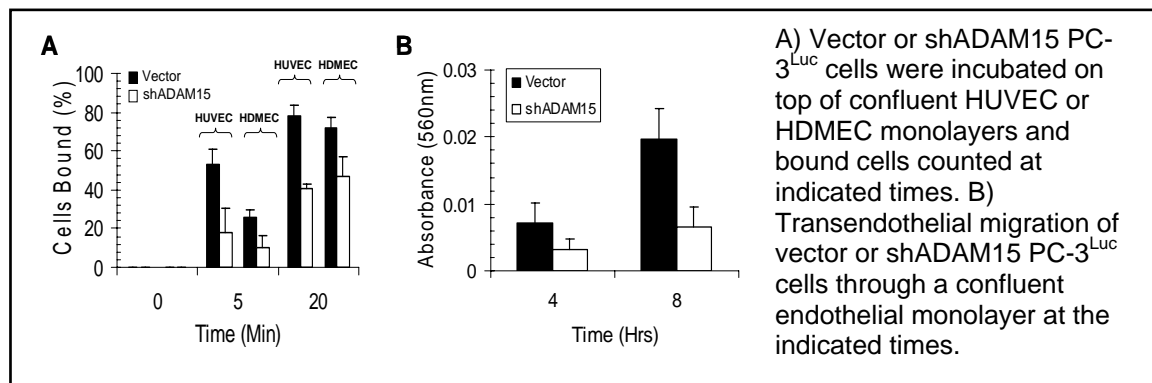 A
Cells Bound (%)
100
80
60
40
20
0
Vector
shADAM15
HUVEC HDMEC
HUVEC HDMEC
0 5 20
Time (Min)
B
Absorbance (560nm)
0.03
0.02
0.01
0
Vector
shADAM15
4 8
Time (Hrs)
A) Vector or shADAM15 PC-
3Luc cells were incubated on
top of confluent HUVEC or
HDMEC monolayers and
bound cells counted at
indicated times. B)
Transendothelial migration of
vector or shADAM15 PC-3Luc
cells through a confluent
endothelial monolayer at the
indicated times.